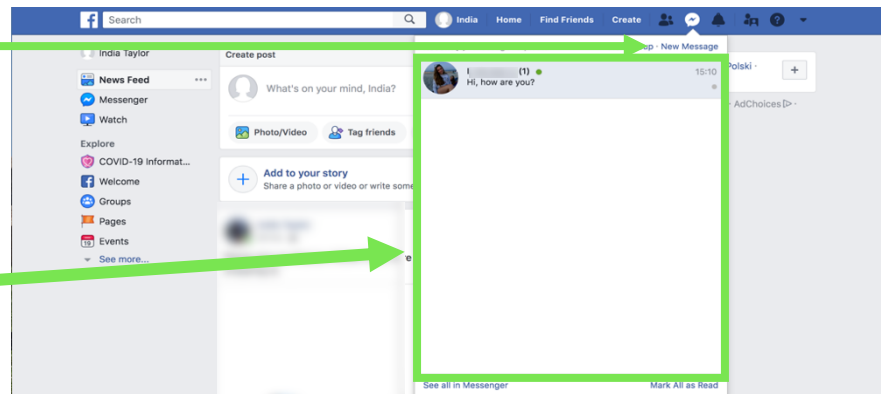 Search
India Home Find Friends Create
India Taylor
News Feed
Messenger
Watch
Explore
COVID-19 Informat...
Welcome
Groups
Pages
19 Events
See more...
Create post
What's on your mind, India?
Photo/Video Tag friends
Add to your story
Share a photo or video or write some
New Message
(1) 15:10
Hi, how are you?
See all in Messenger Mark All as Read
Polski ·
AdChoices